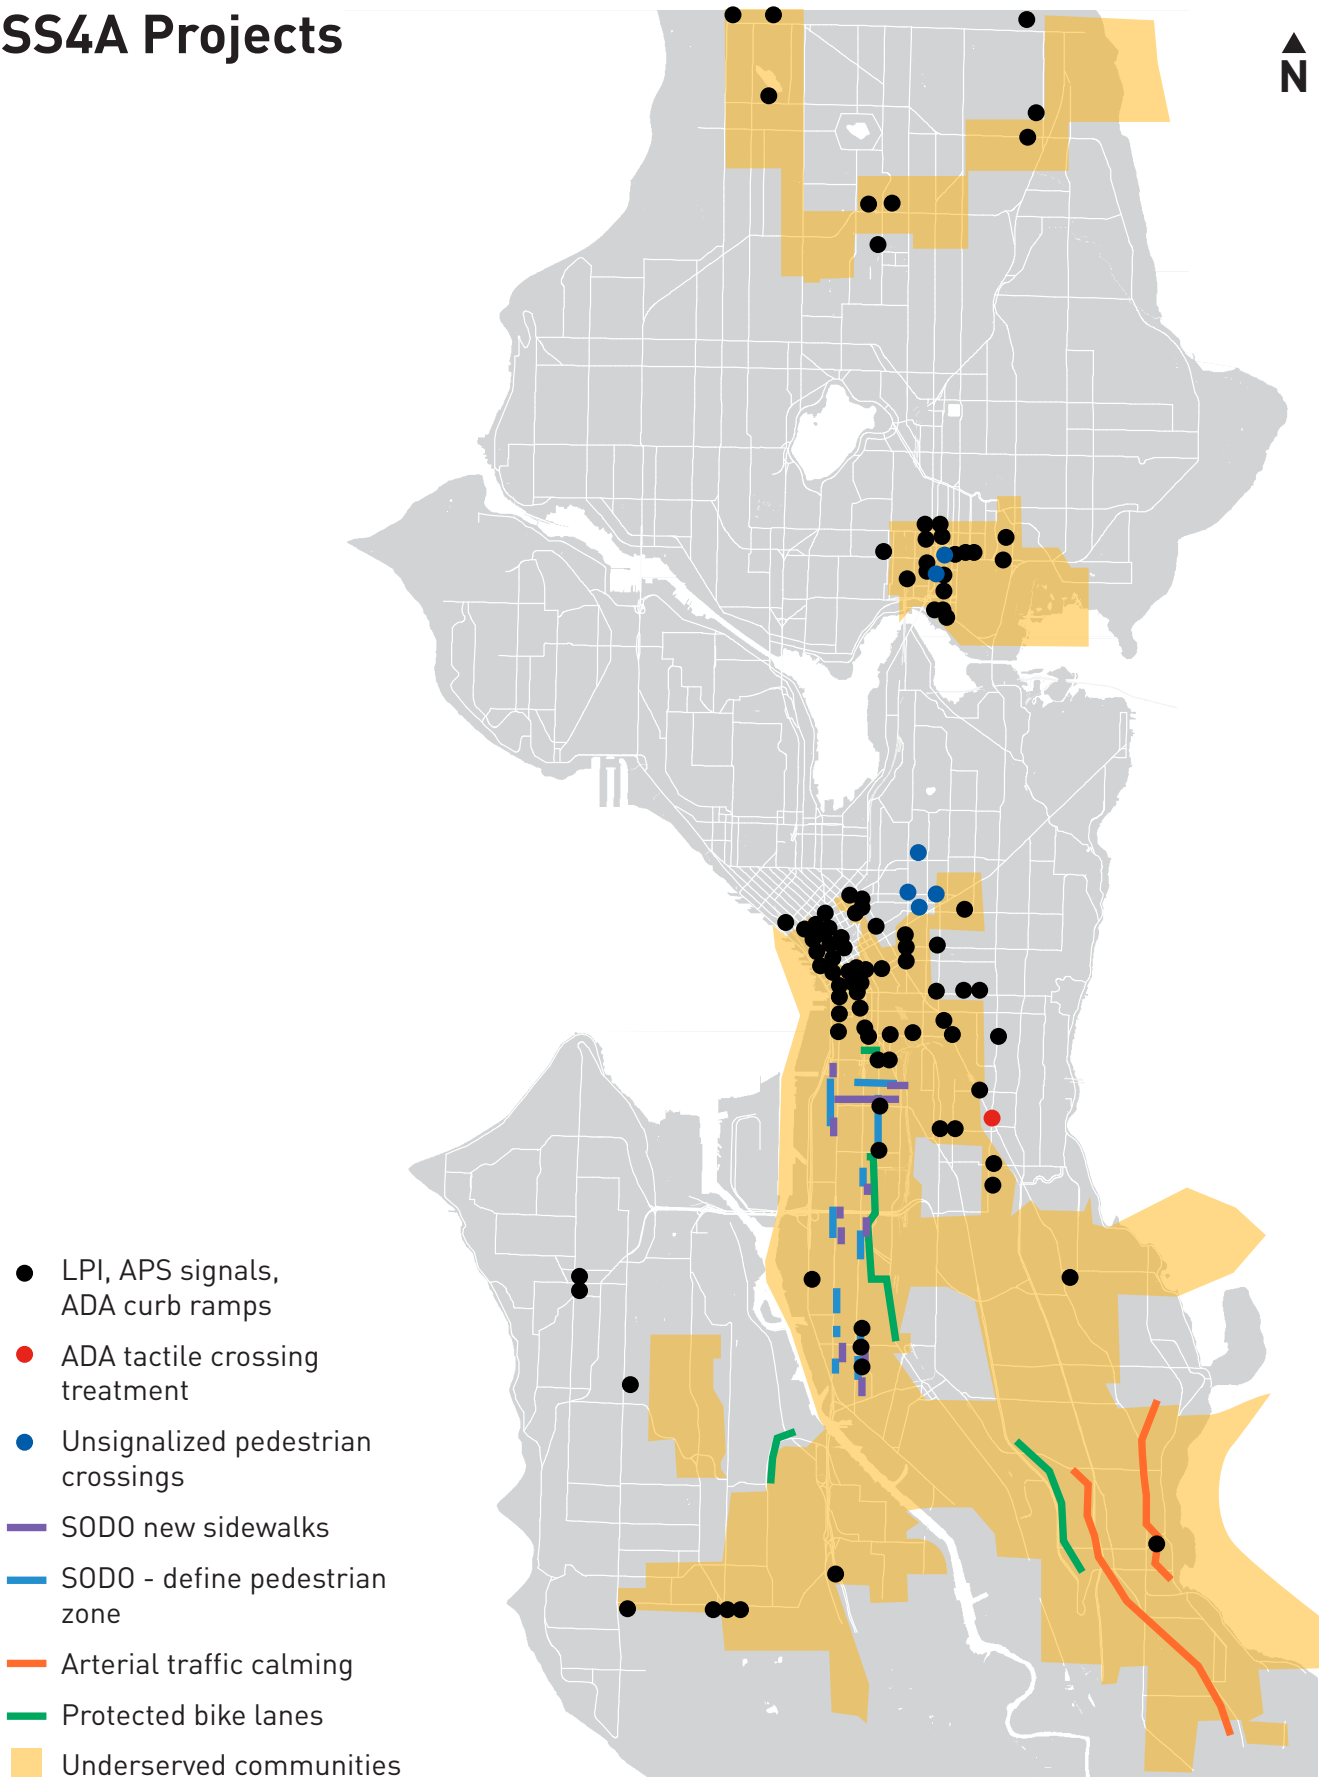 SS4A Projects
N
LPI, APS signals,
ADA curb ramps
ADA tactile crossing
treatment
Unsignalized pedestrian
crossings
SODO new sidewalks
SODO - define pedestrian
zone
Arterial traffic calming
Protected bike lanes
Underserved communities